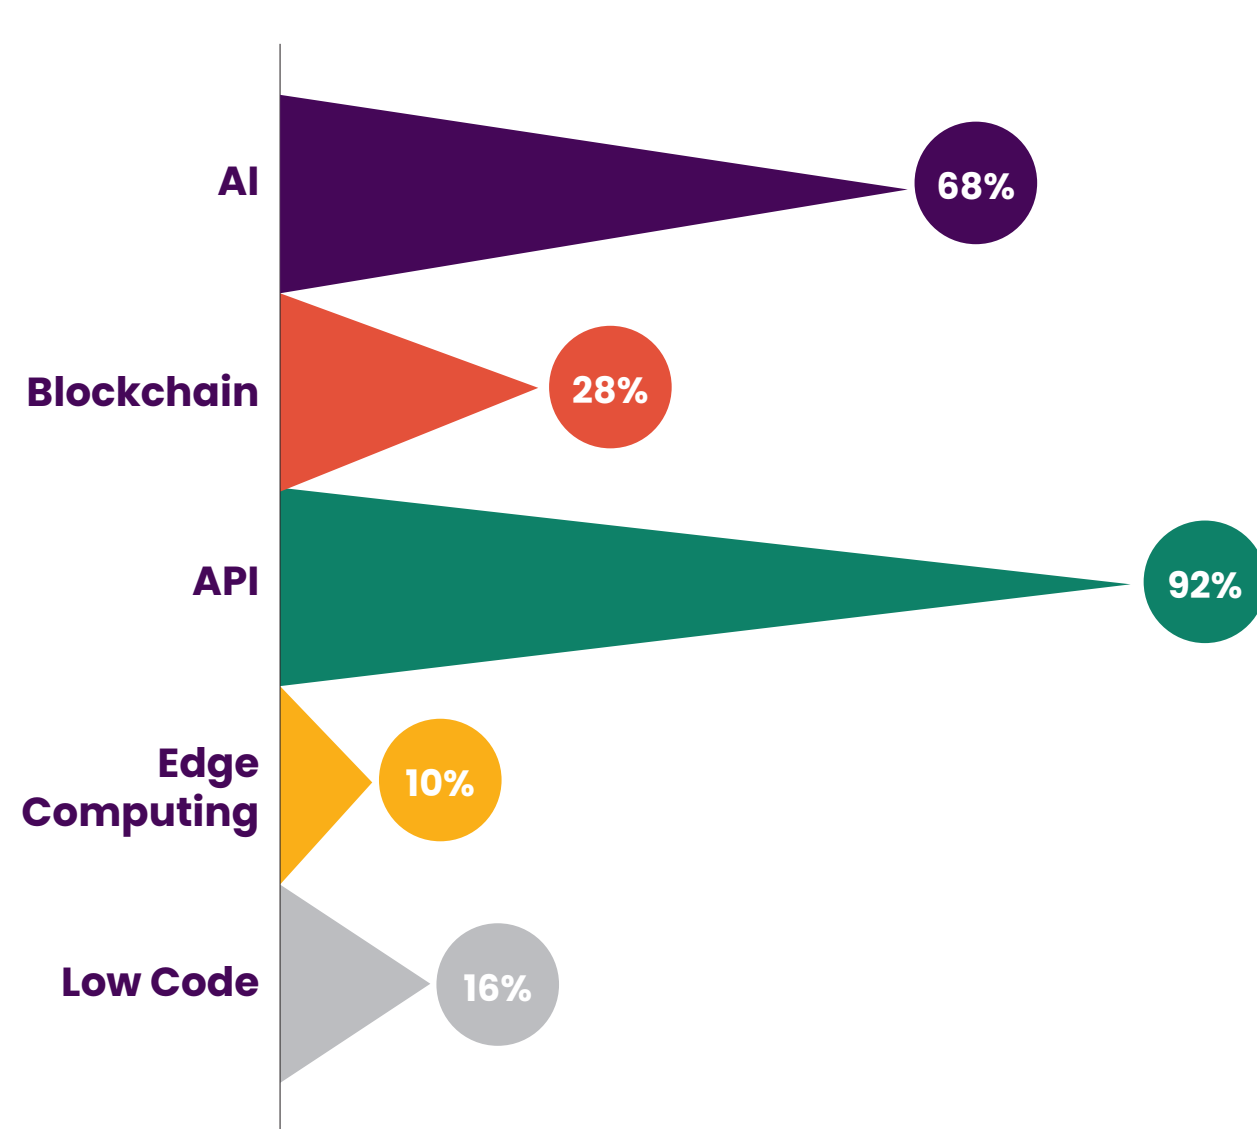 AI
68%
Blockchain
28%
API
92%
Edge
Computing
10%
Low Code
16%